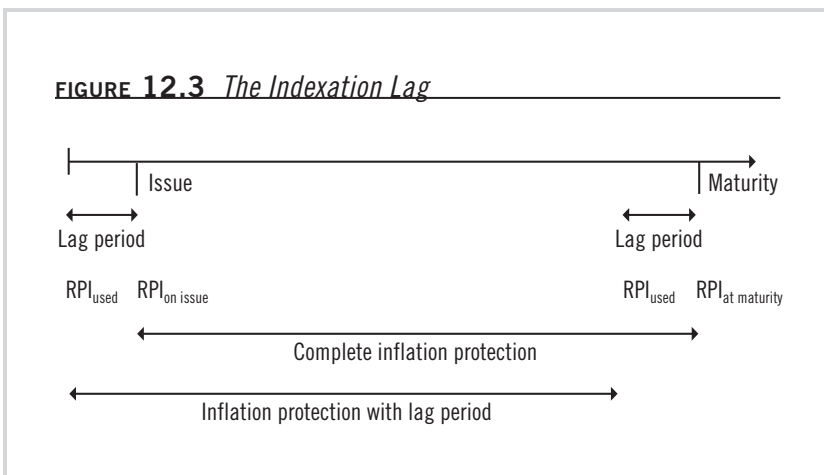 FIGURE 12.3 The Indexation Lag
Issue Maturity
Lag period Lag period
RPIused RPIon issue RPIused RPIat maturity
Complete inflation protection
Inflation protection with lag period